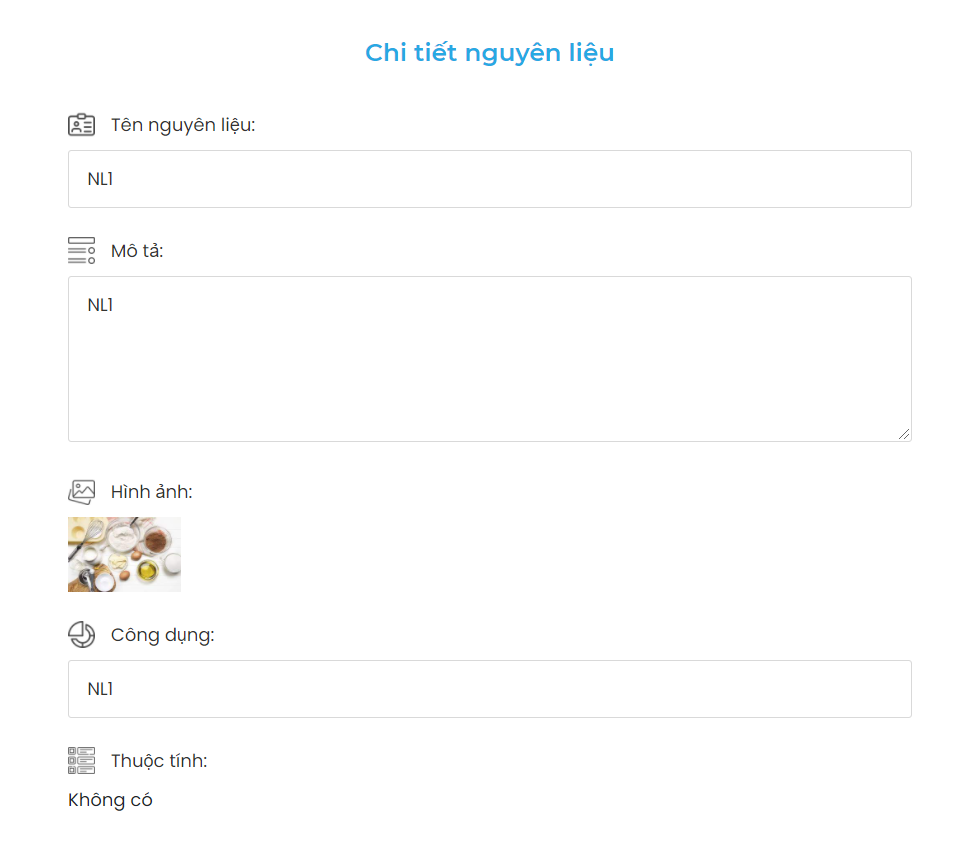 Chi tiết nguyên liệu
Tên nguyên liệu:
NL1
Mô tả:
NL1
Hình ảnh:
Công dụng:
NL1
Thuộc tính:
Không có